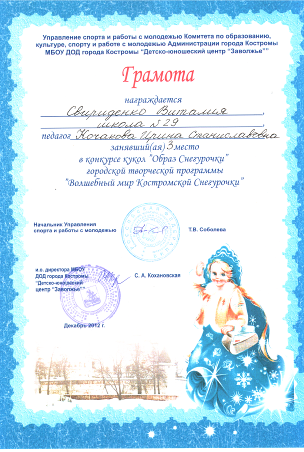 Управление спорта и работы с молодежью Комитета по образованию,
культуре, спорту и работе с молодежью Администрации города Костромы
МБОУ ДОД города Костромы "Детско-юношеский центр "Заволжье""
Грамота
награждается
Свириденко Виталия,
школа №29
педагог Кочанова Ирина Станиславовна
занявший(ая) 3 место
в конкурсе кукол "Образ Снегурочки"
городской творческой программы
"Волшебный мир Костромской Снегурочки"
Начальник Управления
спорта и работы с молодежью
Т.В. Соболева
и.о. директора МБОУ
ДОД города Костромы
"Детско-юношеский
центр "Заволжье"
С. А. Кохановская
Декабрь 2012 г.